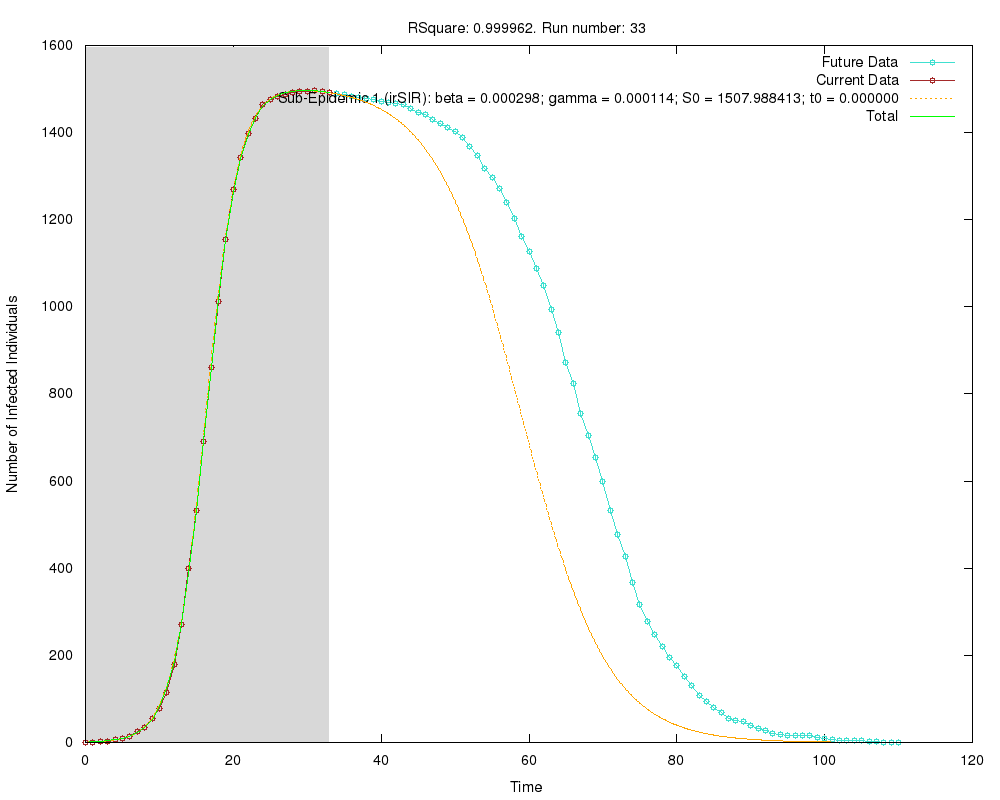 RSquare: 0.999962. Run number: 33
1600
1400
1200
1000
800
600
400
200
0
Number of Infected Individuals
Future Data
Current Data
Sub-Epidemic 1 (irSIR): beta = 0.000298; gamma = 0.000114; S0 = 1507.988413; t0 = 0.000000
Total
0 20 40 60 80 100 120
Time